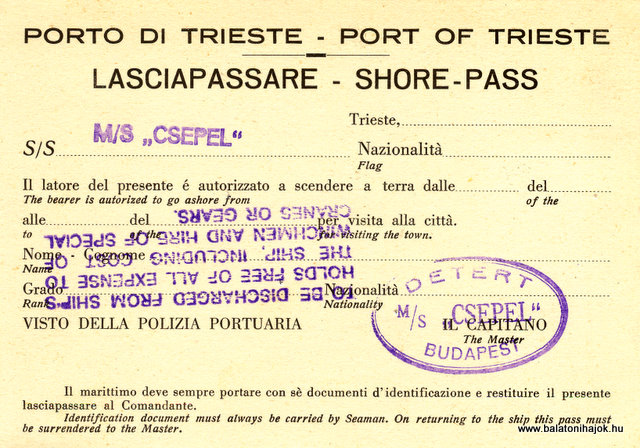 PORTO DI TRIESTE - PORT OF TRIESTE
LASCIAPASSARE - SHORE-PASS
Trieste,
S/S M/S „CSEPEL“ Nazionalità
Flag
Il latore del presente é autorizzato a scendere a terra dalle del
The bearer is autorized to go ashore from of the
alle del per visita alla città.
to of the for visiting the town.
Nome - Cognome
Name
Grado Nazionalità
Rank Nationality
VISTO DELLA POLIZIA PORTUARIA IL CAPITANO
The Master
TO BE DISCHARGED FROM SHIP'S
HOLDS FREE OF ALL EXPENSE TO
THE SHIP, INCLUDING COST OF
WINCHMEN AND HIRE OF SPECIAL
CRANES OR GEARS.
DETERT
M/S „CSEPEL“
BUDAPEST
Il marittimo deve sempre portare con sè documenti d'identificazione e restituire il presente
lasciapassare al Comandante.
Identification document must always be carried by Seaman. On returning to the ship this pass must
be surrendered to the Master.
www.balatonihajok.hu